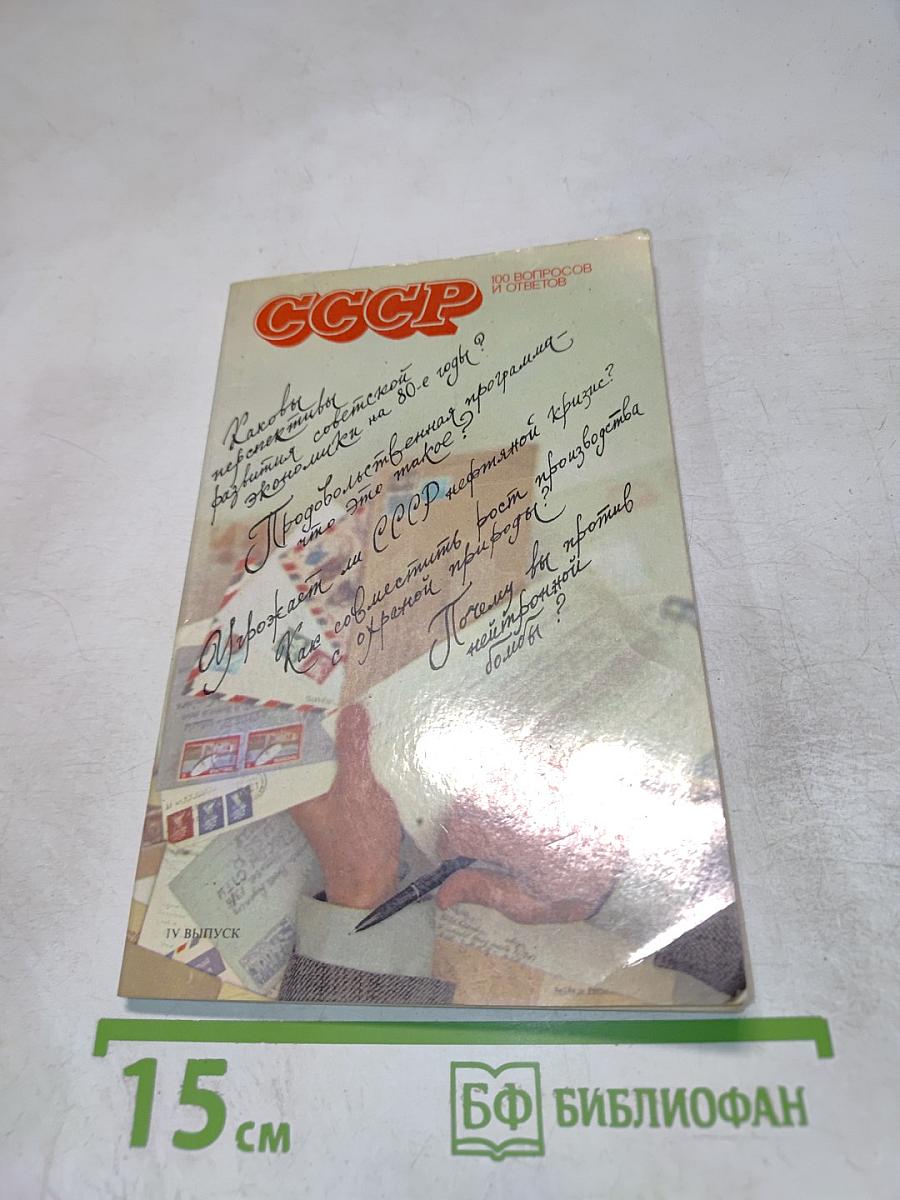 СССР
100 ВОПРОСОВ
И ОТВЕТОВ
Каковы
перспективы
развития советской
экономики на 80-е годы?
Продовольственная программа –
что это такое?
Угрожает ли СССР нефтяной кризис?
Как совместить рост производства
с охраной природы?
Почему вы против
нейтронной
бомбы?
IV ВЫПУСК
15 см
БФ БИБЛИОФАН